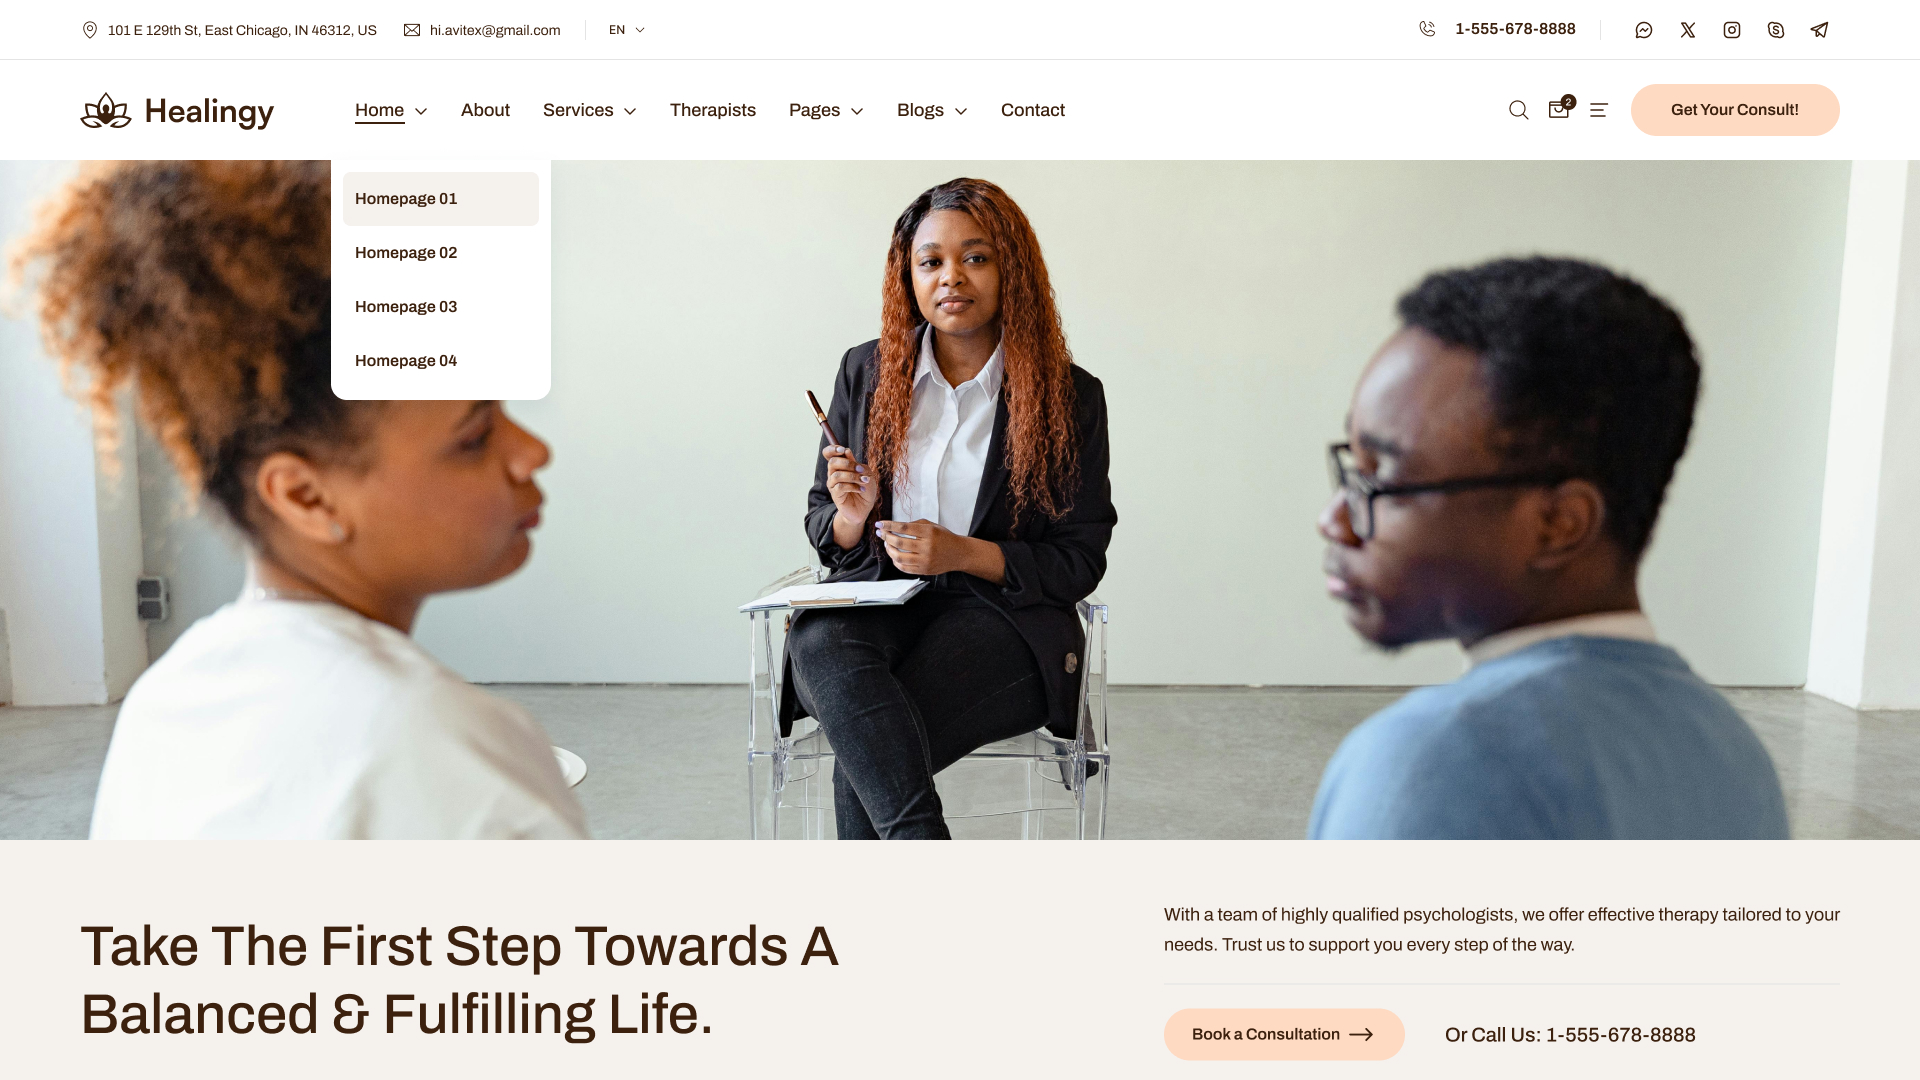 101 E 129th St, East Chicago, IN 46312, US
hi.avitex@gmail.com
EN
1-555-678-8888
Healingy
Home
About
Services
Therapists
Pages
Blogs
Contact
2
Get Your Consult!
Homepage 01
Homepage 02
Homepage 03
Homepage 04
Take The First Step Towards A
Balanced & Fulfilling Life.
With a team of highly qualified psychologists, we offer effective therapy tailored to your
needs. Trust us to support you every step of the way.
Book a Consultation
Or Call Us: 1-555-678-8888